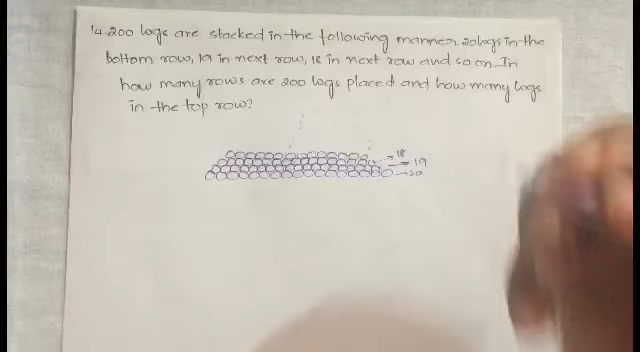 14. 200 logs are stacked in the following manner, 20 logs in the
bottom row, 19 in next row, 18 in next row and so on. In
how many rows are 200 logs placed and how many logs
in the top row?
18
19
20